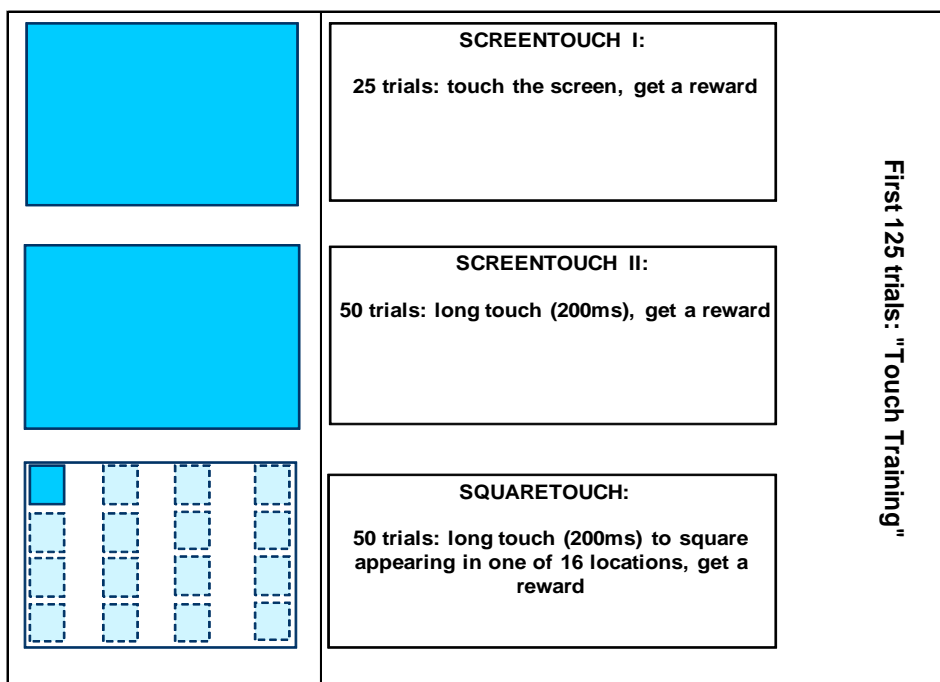 SCREENTOUCH I:
25 trials: touch the screen, get a reward
SCREENTOUCH II:
50 trials: long touch (200ms), get a reward
SQUARETOUCH:
50 trials: long touch (200ms) to square
appearing in one of 16 locations, get a
reward
First 125 trials: "Touch Training"